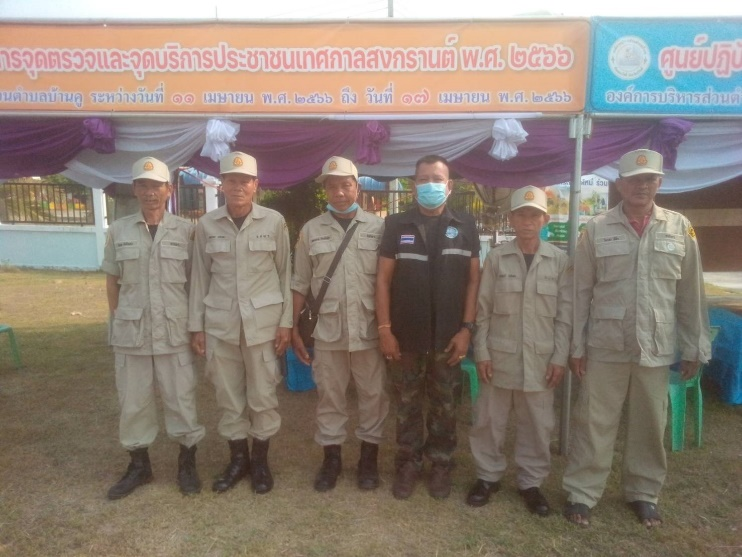 ารจุดตรวจและจุดบริการประชาชนเทศกาลสงกรานต์ พ.ศ. ๒๕๖๖
นตำบลบ้านคู ระหว่างวันที่ ๑๑ เมษายน พ.ศ. ๒๕๖๖ ถึง วันที่ ๑๗ เมษายน พ.ศ. ๒๕๖๖
ศูนย์ปฏิบั
องค์การบริหารส่วนตำ